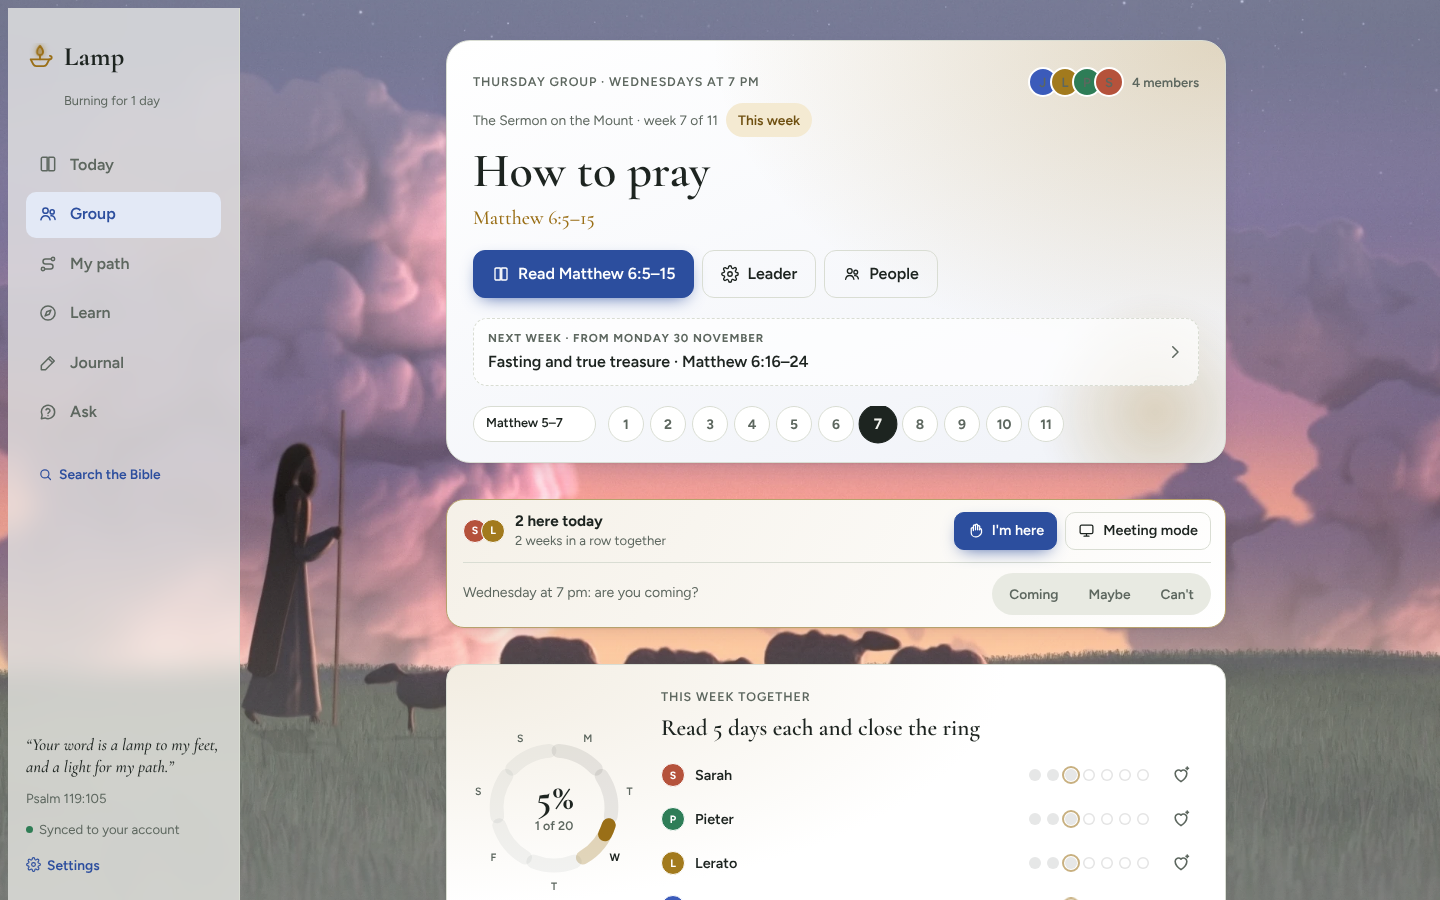 Lamp
Burning for 1 day
Today
Group
My path
Learn
Journal
Ask
Search the Bible
“Your word is a lamp to my feet,
and a light for my path.”
Psalm 119:105
Synced to your account
Settings
THURSDAY GROUP · WEDNESDAYS AT 7 PM
L S
4 members
The Sermon on the Mount · week 7 of 11
This week
How to pray
Matthew 6:5–15
Read Matthew 6:5–15
Leader
People
NEXT WEEK · FROM MONDAY 30 NOVEMBER
Fasting and true treasure · Matthew 6:16–24
Matthew 5–7
1 2 3 4 5 6 7 8 9 10 11
S L
2 here today
2 weeks in a row together
I'm here
Meeting mode
Wednesday at 7 pm: are you coming?
Coming
Maybe
Can't
THIS WEEK TOGETHER
Read 5 days each and close the ring
S M
S T
5%
1 of 20
F W
T
S Sarah
P Pieter
L Lerato